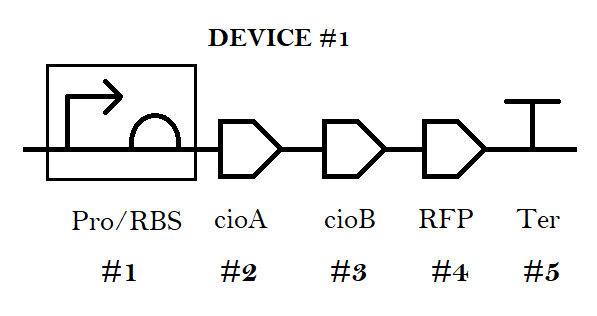 DEVICE #1
Pro/RBS cioA cioB RFP Ter
#1 #2 #3 #4 #5